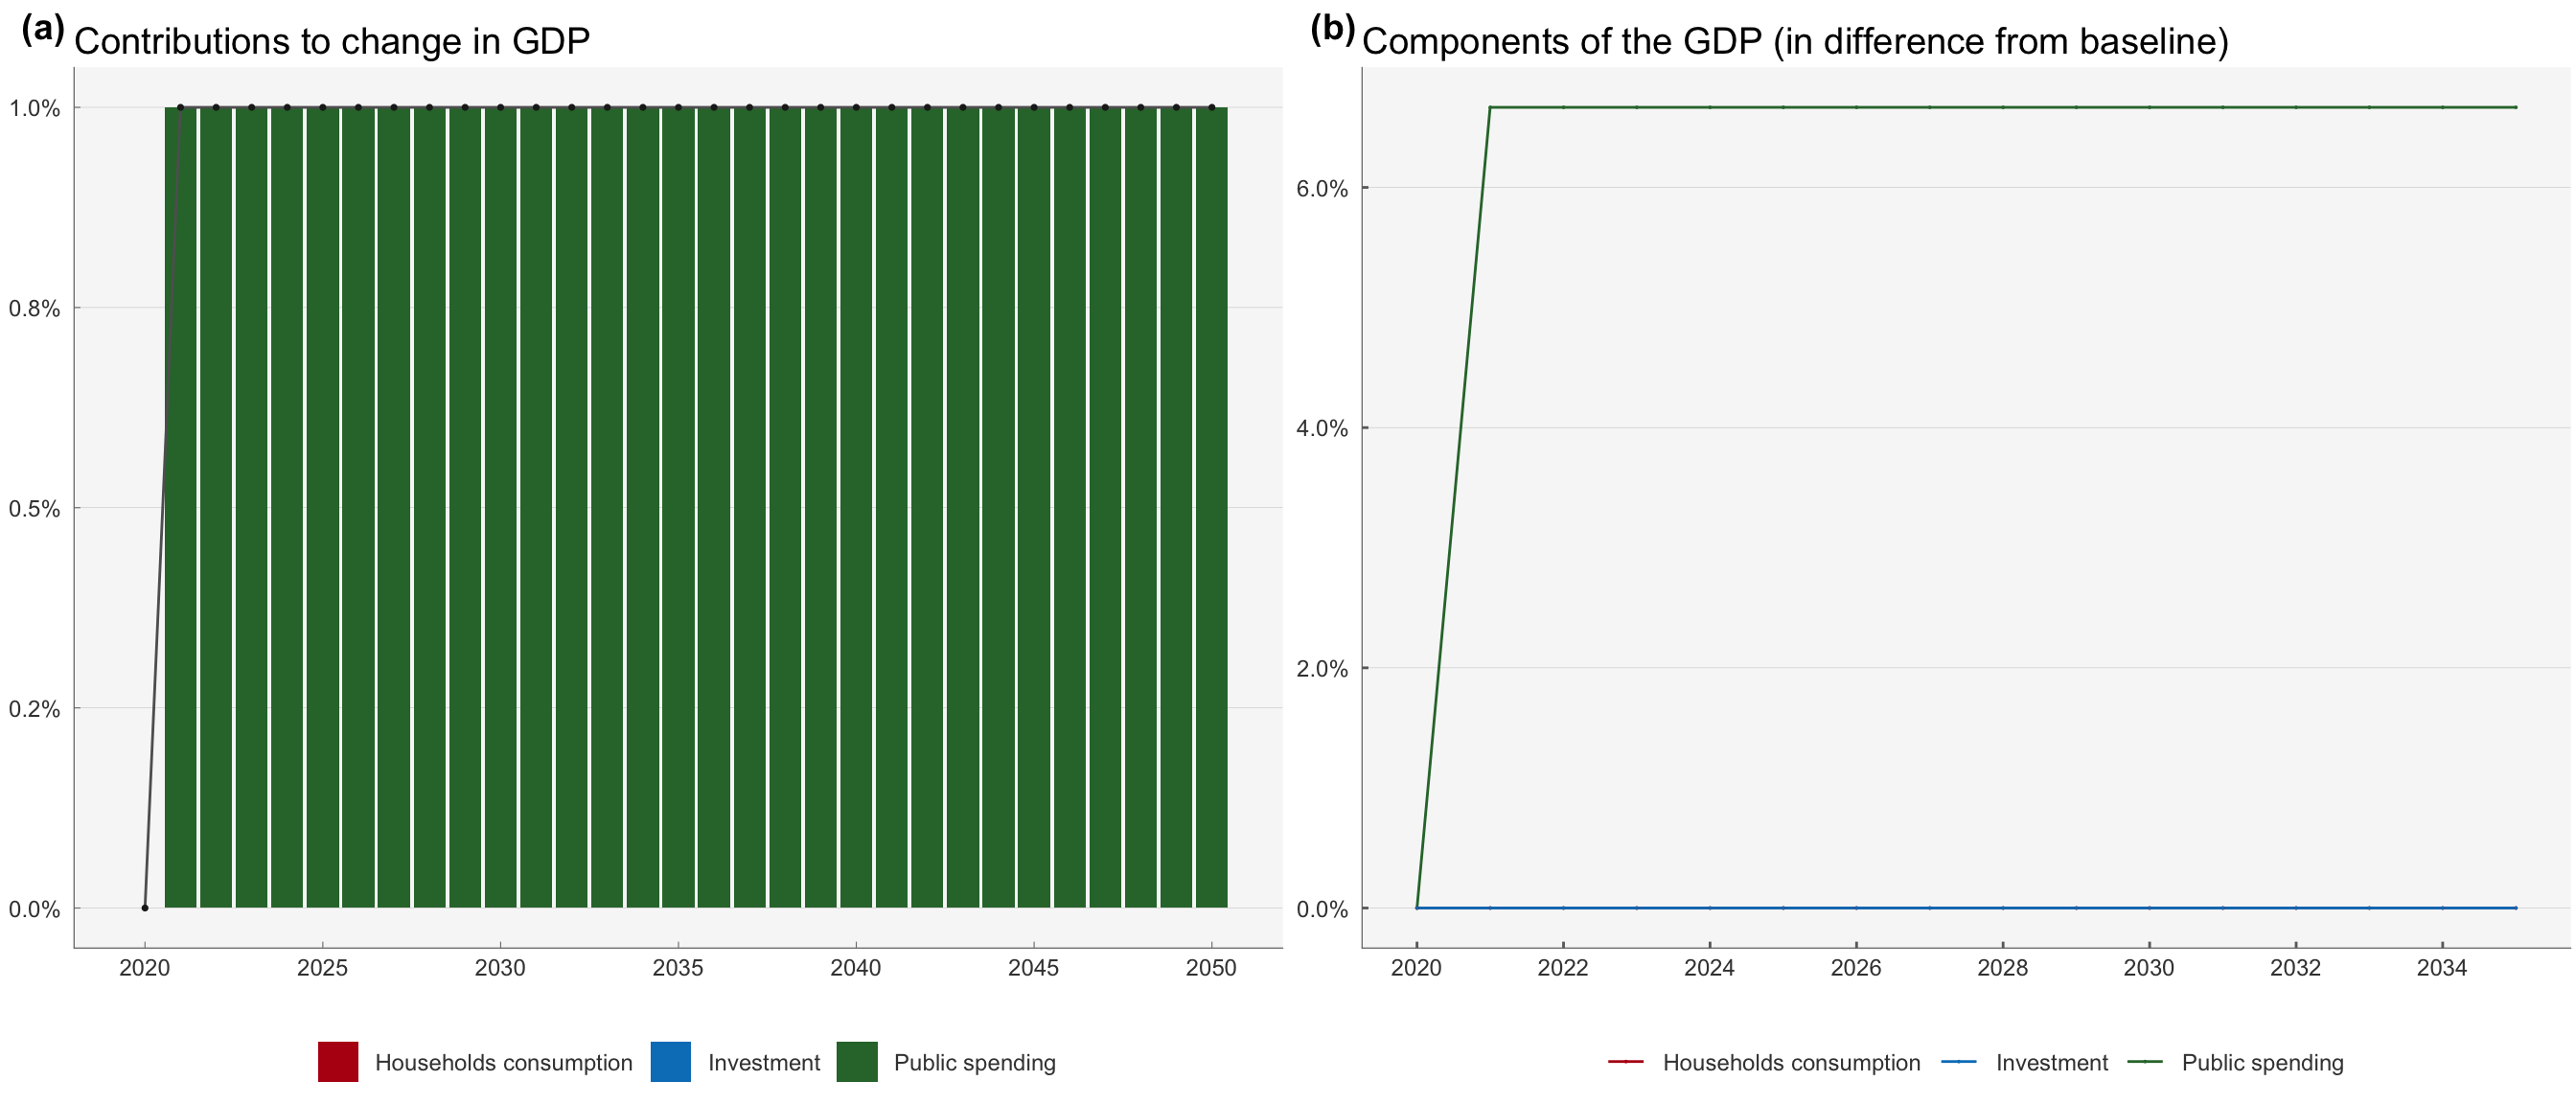 (a) Contributions to change in GDP
1.0%
0.8%
0.5%
0.2%
0.0%
2020 2025 2030 2035 2040 2045 2050
Households consumption Investment Public spending
(b) Components of the GDP (in difference from baseline)
6.0%
4.0%
2.0%
0.0%
2020 2022 2024 2026 2028 2030 2032 2034
Households consumption Investment Public spending